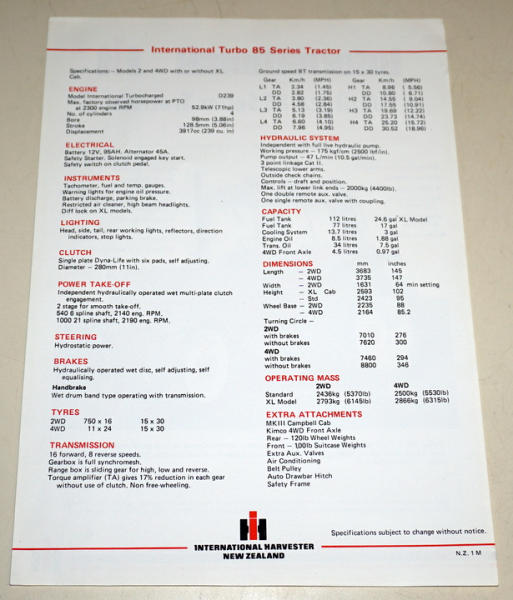 International Turbo 85 Series Tractor
Specifications: - Models 2 and 4WD with or without XL
Cab.
ENGINE
Model International Turbocharged D239
Max. factory observed horsepower at PTO
at 2300 engine RPM 52.9kW (71hp)
No. of cylinders 4
Bore 98mm (3.88in)
Stroke 128.5mm (5.06in)
Displacement 3917cc (239 cu. in)
ELECTRICAL
Battery 12V, 95AH, Alternator 45A.
Safety Starter. Solenoid engaged key start.
Safety switch on clutch pedal.
INSTRUMENTS
Tachometer, fuel and temp. gauges.
Warning lights for engine oil pressure.
Battery discharge, parking brake.
Restricted air cleaner, high beam headlights.
Diff lock on XL models.
LIGHTING
Head, side, tail, rear working lights, reflectors, direction
indicators, stop lights.
CLUTCH
Single plate Dyna-Life with six pads, self adjusting.
Diameter — 280mm (11in).
POWER TAKE-OFF
Independent hydraulically operated wet multi-plate clutch
engagement.
2 stage for smooth take-off.
540 6 spline shaft, 2140 eng. RPM,
1000 21 spline shaft, 2190 eng. RPM.
STEERING
Hydrostatic power.
BRAKES
Hydraulically operated wet disc, self adjusting, self
equalising.
Handbrake
Wet drum band type operating with transmission.
TYRES
2WD 750 x 16 15 x 30
4WD 11 x 24 15 x 30
TRANSMISSION
16 forward, 8 reverse speeds.
Gearbox is full synchromesh.
Range box is sliding gear for high, low and reverse.
Torque amplifier (TA) gives 17% reduction in each gear
without use of clutch. Non free-wheeling.
Ground speed 8T transmission on 15 x 30 tyres.
Gear Km/h (MPH) Gear Km/h (MPH)
L1 TA 2.34 (1.45) H1 TA 8.96 (5.56)
DD 2.82 (1.75) DD 10.80 (6.71)
L2 TA 3.80 (2.36) H2 TA 14.55 (9.04)
DD 4.58 (2.84) DD 17.55 (10.91)
L3 TA 5.13 (3.19) H3 TA 19.69 (12.22)
DD 6.19 (3.85) DD 23.73 (14.74)
L4 TA 6.60 (4.10) H4 TA 25.30 (15.72)
DD 7.96 (4.95) DD 30.52 (18.96)
HYDRAULIC SYSTEM
Independent with full live hydraulic pump.
Working pressure — 175 kgf/cm (2500 lbf/in).
Pump output — 47 L/min (10.5 gal/min).
3 point linkage Cat II.
Telescopic lower arms.
Outside check chains.
Controls — draft and position.
Max. lift at lower link ends — 2000kg (4400lb).
One double remote aux. valve.
One single remote aux. valve with coupling.
CAPACITY
Fuel Tank 112 litres 24.6 gal XL Model
Fuel Tank 77 litres 17 gal
Cooling System 13.7 litres 3 gal
Engine Oil 8.5 litres 1.88 gal
Trans. Oil 34 litres 7.5 gal
4WD Front Axle 4.5 litres 0.97 gal
DIMENSIONS mm inches
Length — 2WD 3683 145
— 4WD 3735 147
Width — 2WD 1631 64 min setting
Height — XL Cab 2593 102
— Std 2423 95
Wheel Base — 2WD 2235 88
— 4WD 2164 85.2
Turning Circle —
2WD
with brakes 7010 276
without brakes 7620 300
4WD
with brakes 7460 294
without brakes 8800 346
OPERATING MASS
2WD 4WD
Standard 2436kg (5370lb) 2500kg (5530lb)
XL Model 2793kg (6145lb) 2866kg (6315lb)
EXTRA ATTACHMENTS
MKIII Campbell Cab
Kimco 4WD Front Axle
Rear — 120lb Wheel Weights
Front — 1,00lb Suitcase Weights
Extra Aux. Valves
Air Conditioning
Belt Pulley
Auto Drawbar Hitch
Safety Frame
INTERNATIONAL HARVESTER
NEW ZEALAND
Specifications subject to change without notice.
N.Z. 1 M